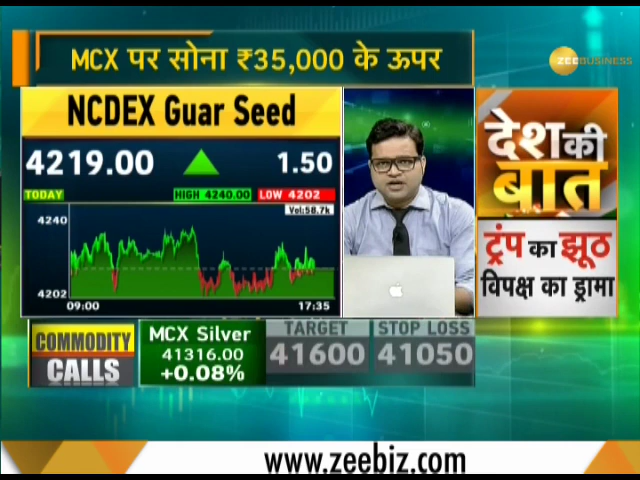 MCX पर सोना ₹35,000 के ऊपर
ZEE BUSINESS
NCDEX Guar Seed
4219.00 1.50
TODAY HIGH 4240.00 LOW 4202
Vol:58.7k
4240
4202
09:00 17:35
देश की
बात
ट्रंप का झूठ
विपक्ष का ड्रामा
COMMODITY
CALLS
MCX Silver
41316.00
+0.08%
TARGET
41600
STOP LOSS
41050
www.zeebiz.com